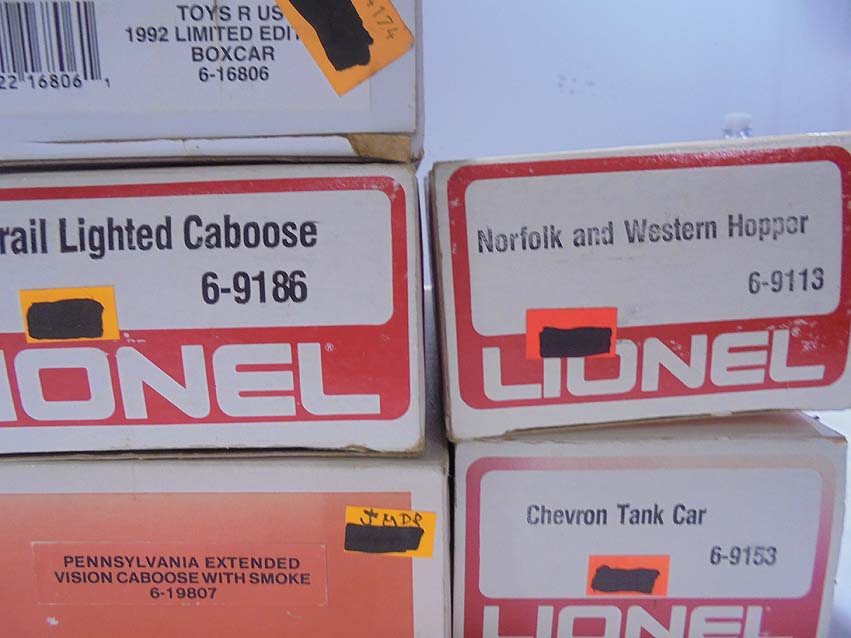 TOYS R US
1992 LIMITED
BOXCAR
6-16806
22 16806 1
4174
rail Lighted Caboose
6-9186
IONEL
PENNSYLVANIA EXTENDED
VISION CABOOSE WITH SMOKE
6-19807
Norfolk and Western Hopper
6-9113
LIONEL
Chevron Tank Car
6-9153
LIONEL